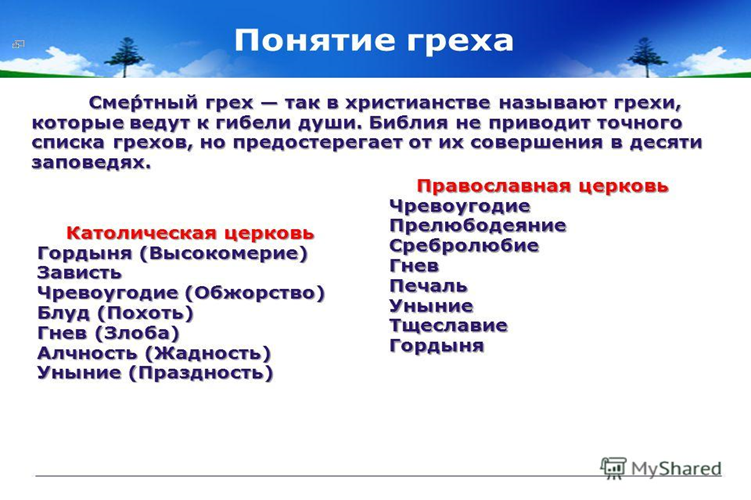 Понятие греха
Сме́ртный грех — так в христианстве называют грехи,
которые ведут к гибели души. Библия не приводит точного
списка грехов, но предостерегает от их совершения в десяти
заповедях.
Католическая церковь
Гордыня (Высокомерие)
Зависть
Чревоугодие (Обжорство)
Блуд (Похоть)
Гнев (Злоба)
Алчность (Жадность)
Уныние (Праздность)
Православная церковь
Чревоугодие
Прелюбодеяние
Сребролюбие
Гнев
Печаль
Уныние
Тщеславие
Гордыня
MyShared